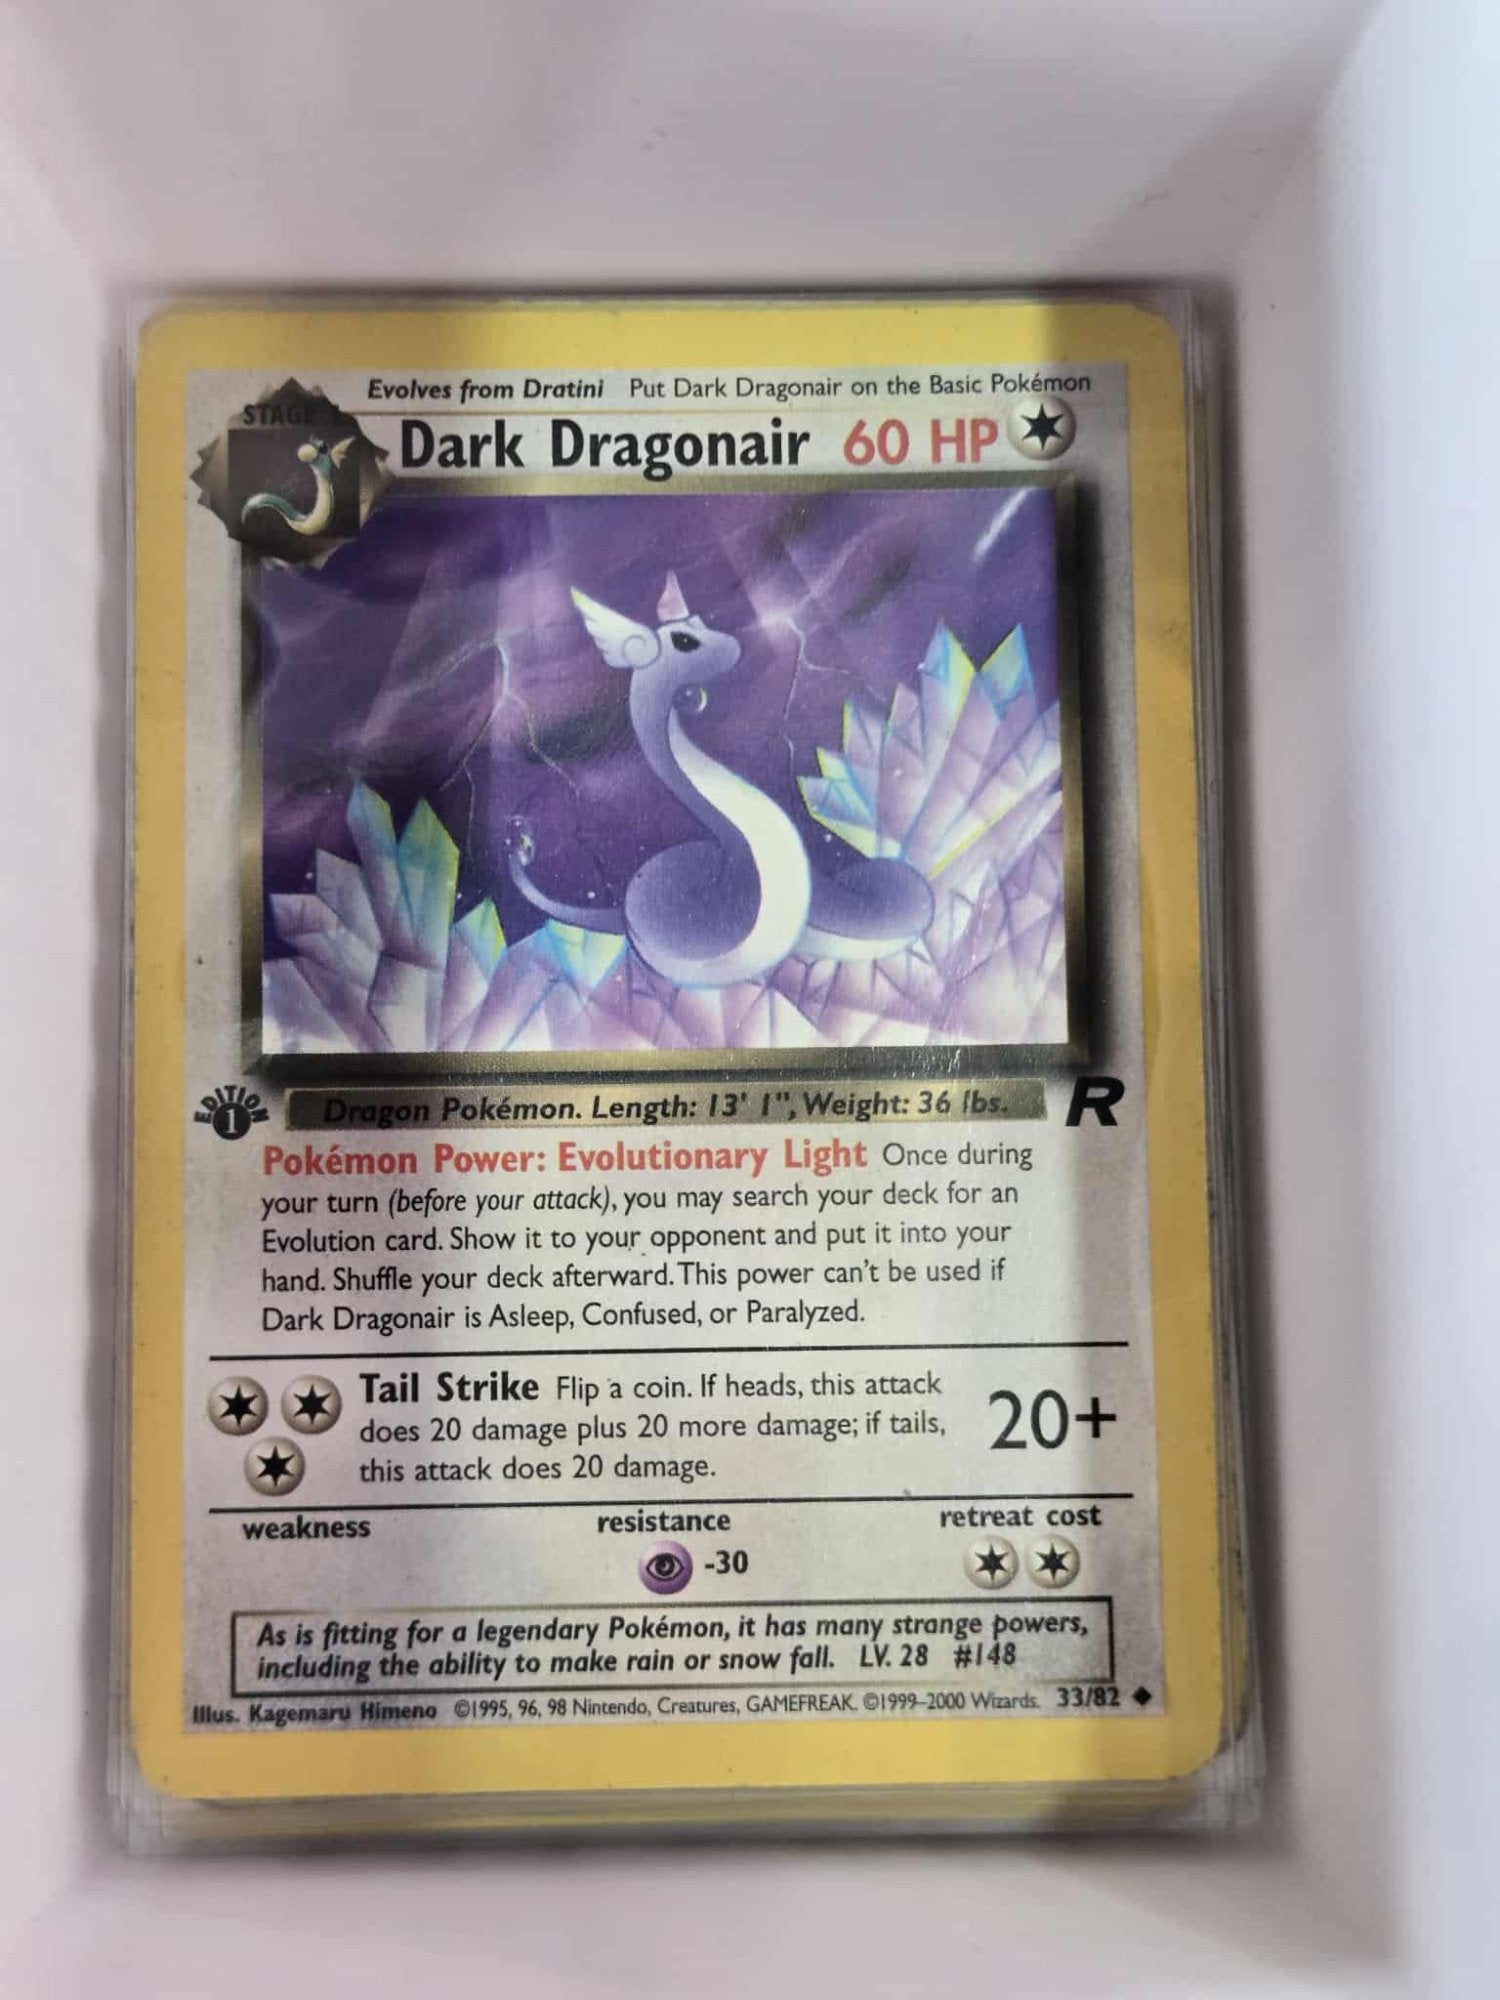 Evolves from Dratini Put Dark Dragonair on the Basic Pokémon
STAGE
Dark Dragonair 60 HP
EDITION
1
Dragon Pokémon. Length: 13' 1", Weight: 36 lbs.
R
Pokémon Power: Evolutionary Light Once during
your turn (before your attack), you may search your deck for an
Evolution card. Show it to your opponent and put it into your
hand. Shuffle your deck afterward. This power can't be used if
Dark Dragonair is Asleep, Confused, or Paralyzed.
Tail Strike Flip a coin. If heads, this attack
does 20 damage plus 20 more damage; if tails,
this attack does 20 damage.
20+
weakness resistance retreat cost
-30
As is fitting for a legendary Pokémon, it has many strange powers,
including the ability to make rain or snow fall. LV. 28 #148
Illus. Kagemaru Himeno ©1995, 96, 98 Nintendo, Creatures, GAMEFREAK. ©1999-2000 Wizards. 33/82